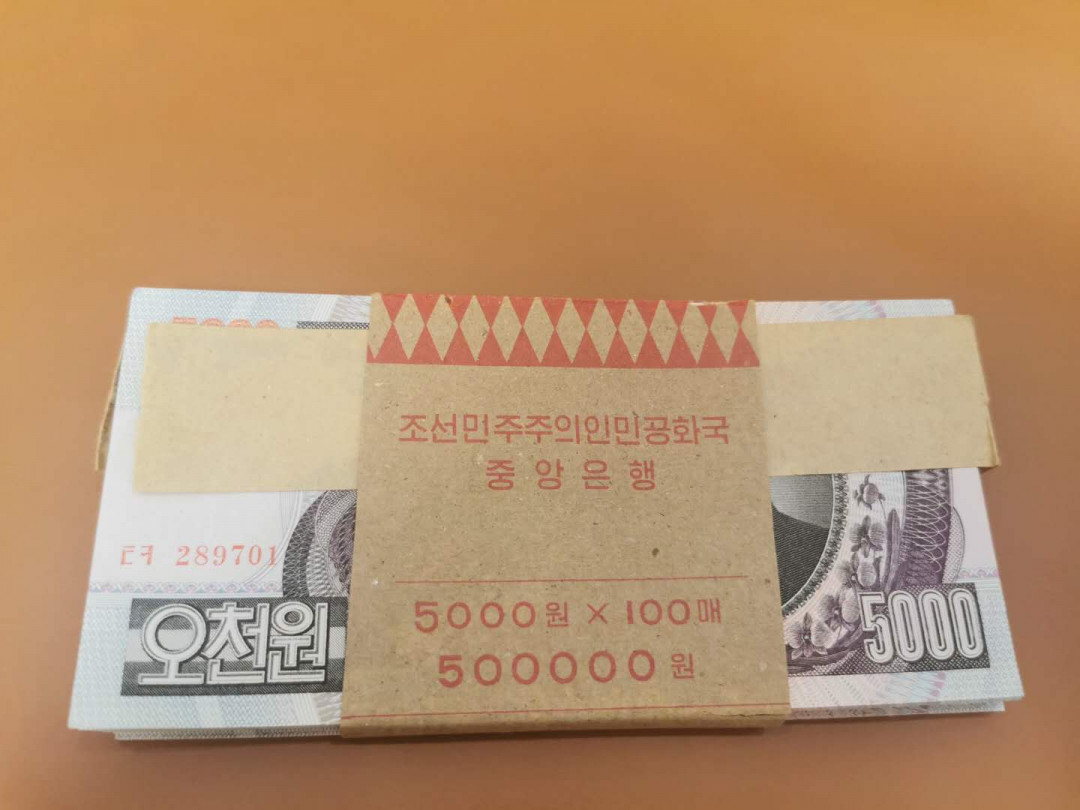 조선민주주의인민공화국
중앙은행
5000원 × 100매
500000원
ㄷㅋ 289701
오천원
5000